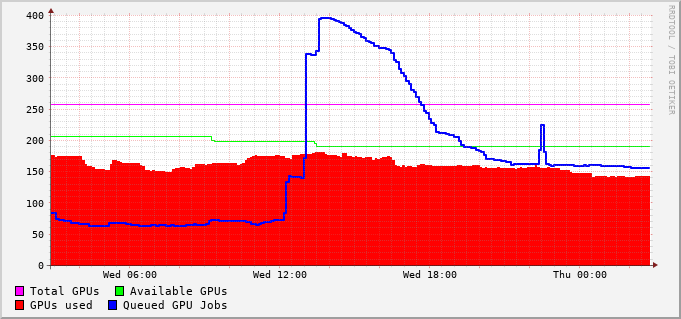 RRDTOOL / TOBI OETIKER
400
350
300
250
200
150
100
50
0
Wed 06:00 Wed 12:00 Wed 18:00 Thu 00:00
Total GPUs Available GPUs
GPUs used Queued GPU Jobs